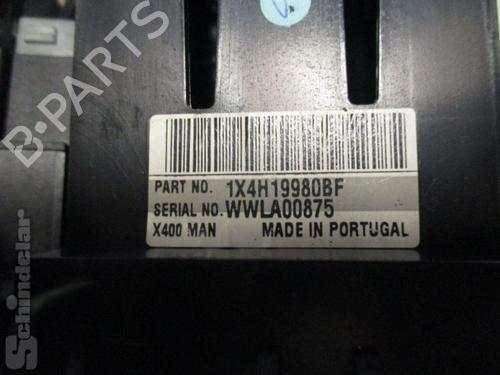 B-PARTS
PART NO. 1X4H19980BF
SERIAL NO. WWLA00875
X400 MAN MADE IN PORTUGAL
Schindelar